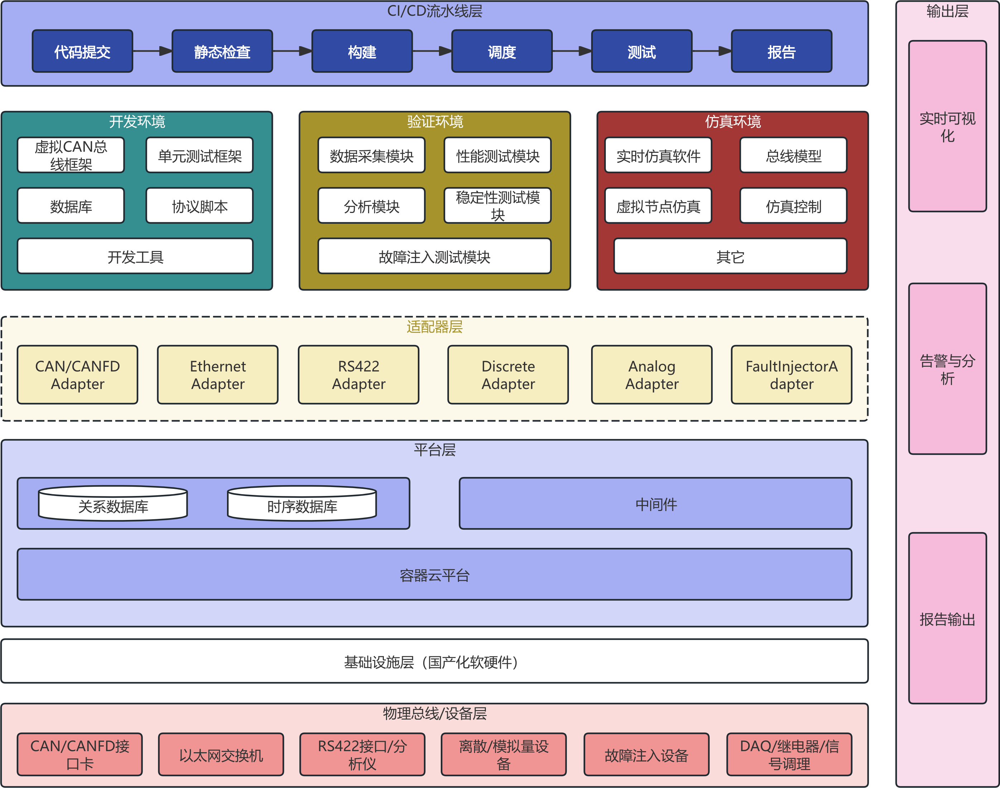 CI/CD流水线层
代码提交
静态检查
构建
调度
测试
报告
开发环境
虚拟CAN总
线框架
单元测试框架
数据库
协议脚本
开发工具
验证环境
数据采集模块
性能测试模块
分析模块
稳定性测试模
块
故障注入测试模块
仿真环境
实时仿真软件
总线模型
虚拟节点仿真
仿真控制
其它
适配器层
CAN/CANFD
Adapter
Ethernet
Adapter
RS422
Adapter
Discrete
Adapter
Analog
Adapter
FaultInjectorA
dapter
平台层
关系数据库
时序数据库
中间件
容器云平台
基础设施层（国产化软硬件）
物理总线/设备层
CAN/CANFD接
口卡
以太网交换机
RS422接口/分
析仪
离散/模拟量设
备
故障注入设备
DAQ/继电器/信
号调理
输出层
实时可视
化
告警与分
析
报告输出